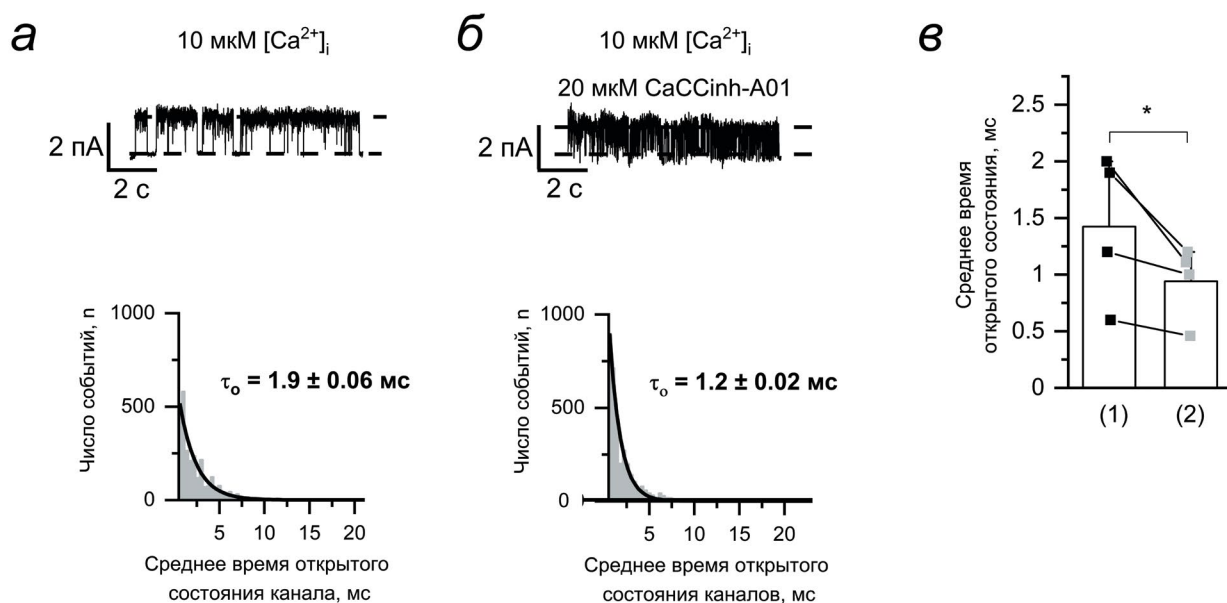 а
10 мкМ [Ca²⁺]ᵢ
2 пА
2 с
Число событий, n
1000
500
0
τₒ = 1.9 ± 0.06 мс
5
10
15
20
Среднее время открытого
состояния канала, мс
б
10 мкМ [Ca²⁺]ᵢ
20 мкМ CaCCinh-A01
2 пА
2 с
Число событий, n
1000
500
0
τₒ = 1.2 ± 0.02 мс
5
10
15
20
Среднее время открытого
состояния каналов, мс
в
Среднее время
открытого состояния, мс
2.5
2
1.5
1
0.5
0
*
(1)
(2)